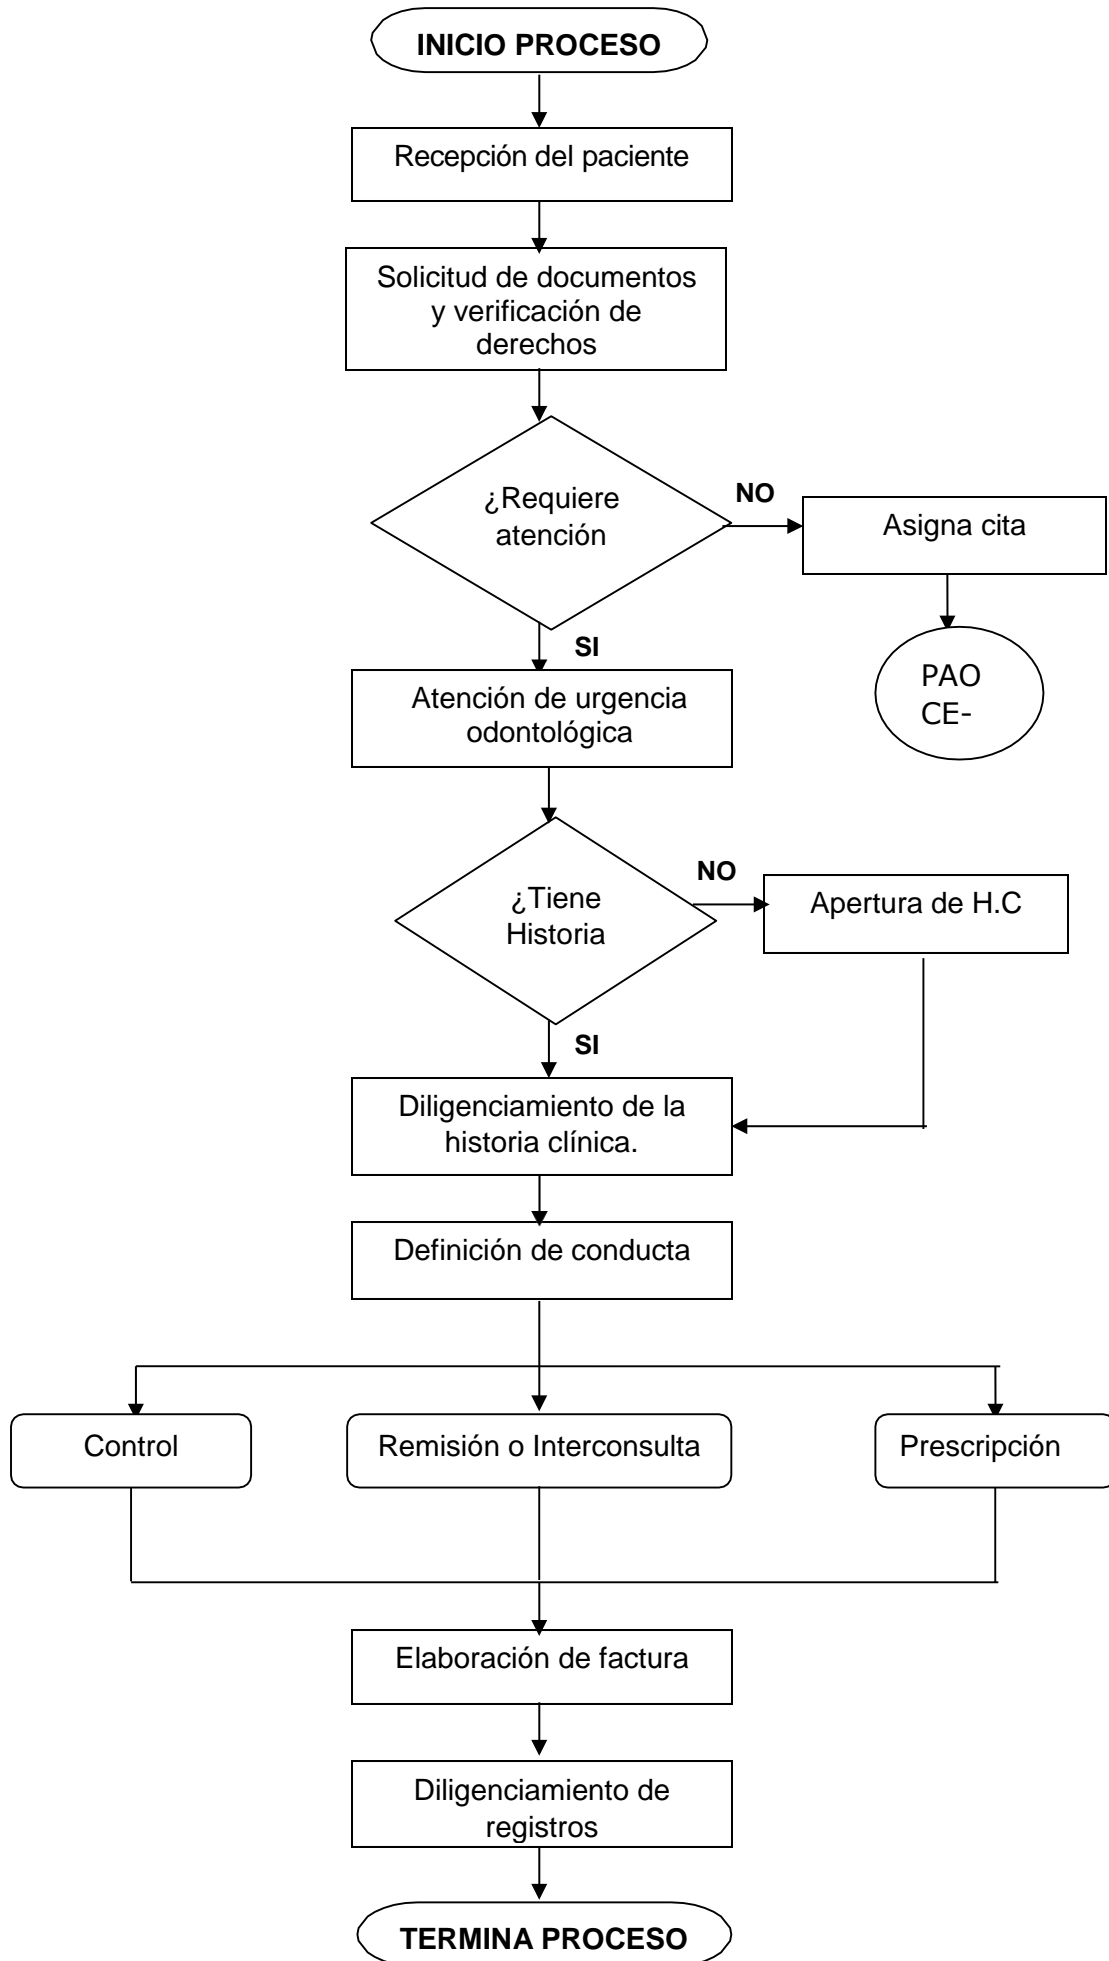 INICIO PROCESO
Recepción del paciente
Solicitud de documentos
y verificación de
derechos
¿Requiere
atención
NO
Asigna cita
SI
PAO
CE-
Atención de urgencia
odontológica
¿Tiene
Historia
NO
Apertura de H.C
SI
Diligenciamiento de la
historia clínica.
Definición de conducta
Control
Remisión o Interconsulta
Prescripción
Elaboración de factura
Diligenciamiento de
registros
TERMINA PROCESO